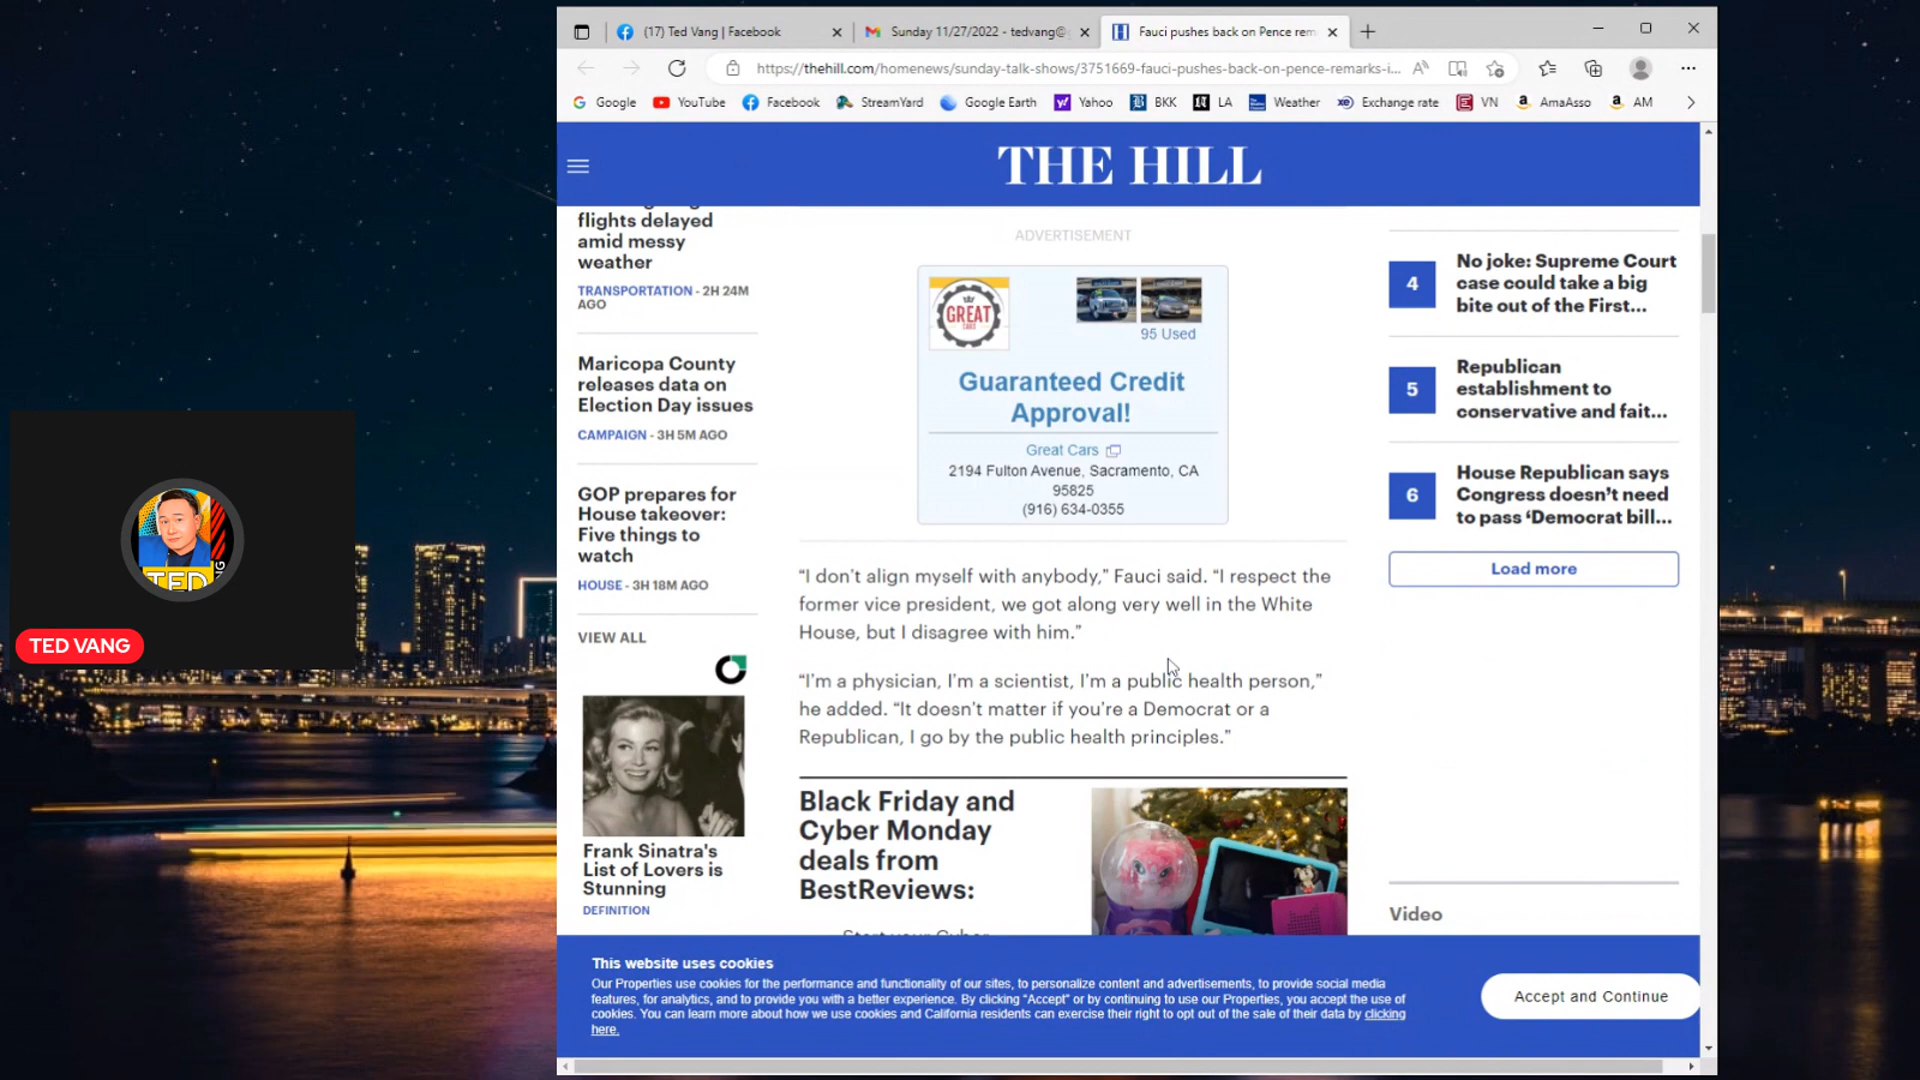 (17) Ted Vang | Facebook
Sunday 11/27/2022 - tedvang@
Fauci pushes back on Pence rem
https://thehill.com/homenews/sunday-talk-shows/3751669-fauci-pushes-back-on-pence-remarks-i...
Google
YouTube
Facebook
StreamYard
Google Earth
Yahoo
BKK
LA
Weather
Exchange rate
VN
AmaAsso
AM
THE HILL
flights delayed
amid messy
weather
TRANSPORTATION - 2H 24M
AGO
Maricopa County
releases data on
Election Day issues
CAMPAIGN - 3H 5M AGO
GOP prepares for
House takeover:
Five things to
watch
HOUSE - 3H 18M AGO
VIEW ALL
Frank Sinatra's
List of Lovers is
Stunning
DEFINITION
ADVERTISEMENT
GREAT
CARS
95 Used
Guaranteed Credit
Approval!
Great Cars
2194 Fulton Avenue, Sacramento, CA
95825
(916) 634-0355
“I don’t align myself with anybody,” Fauci said. “I respect the
former vice president, we got along very well in the White
House, but I disagree with him.”
“I’m a physician, I’m a scientist, I’m a public health person,”
he added. “It doesn’t matter if you’re a Democrat or a
Republican, I go by the public health principles.”
Black Friday and
Cyber Monday
deals from
BestReviews:
Start your Cyber
4
No joke: Supreme Court
case could take a big
bite out of the First...
5
Republican
establishment to
conservative and fait...
6
House Republican says
Congress doesn’t need
to pass ‘Democrat bill...
Load more
Video
This website uses cookies
Our Properties use cookies for the performance and functionality of our sites, to personalize content and advertisements, to provide social media
features, for analytics, and to provide you with a better experience. By clicking “Accept” or by continuing to use our Properties, you accept the use of
cookies. You can learn more about how we use cookies and California residents can exercise their right to opt out of the sale of their data by clicking
here.
Accept and Continue
TED
TED VANG